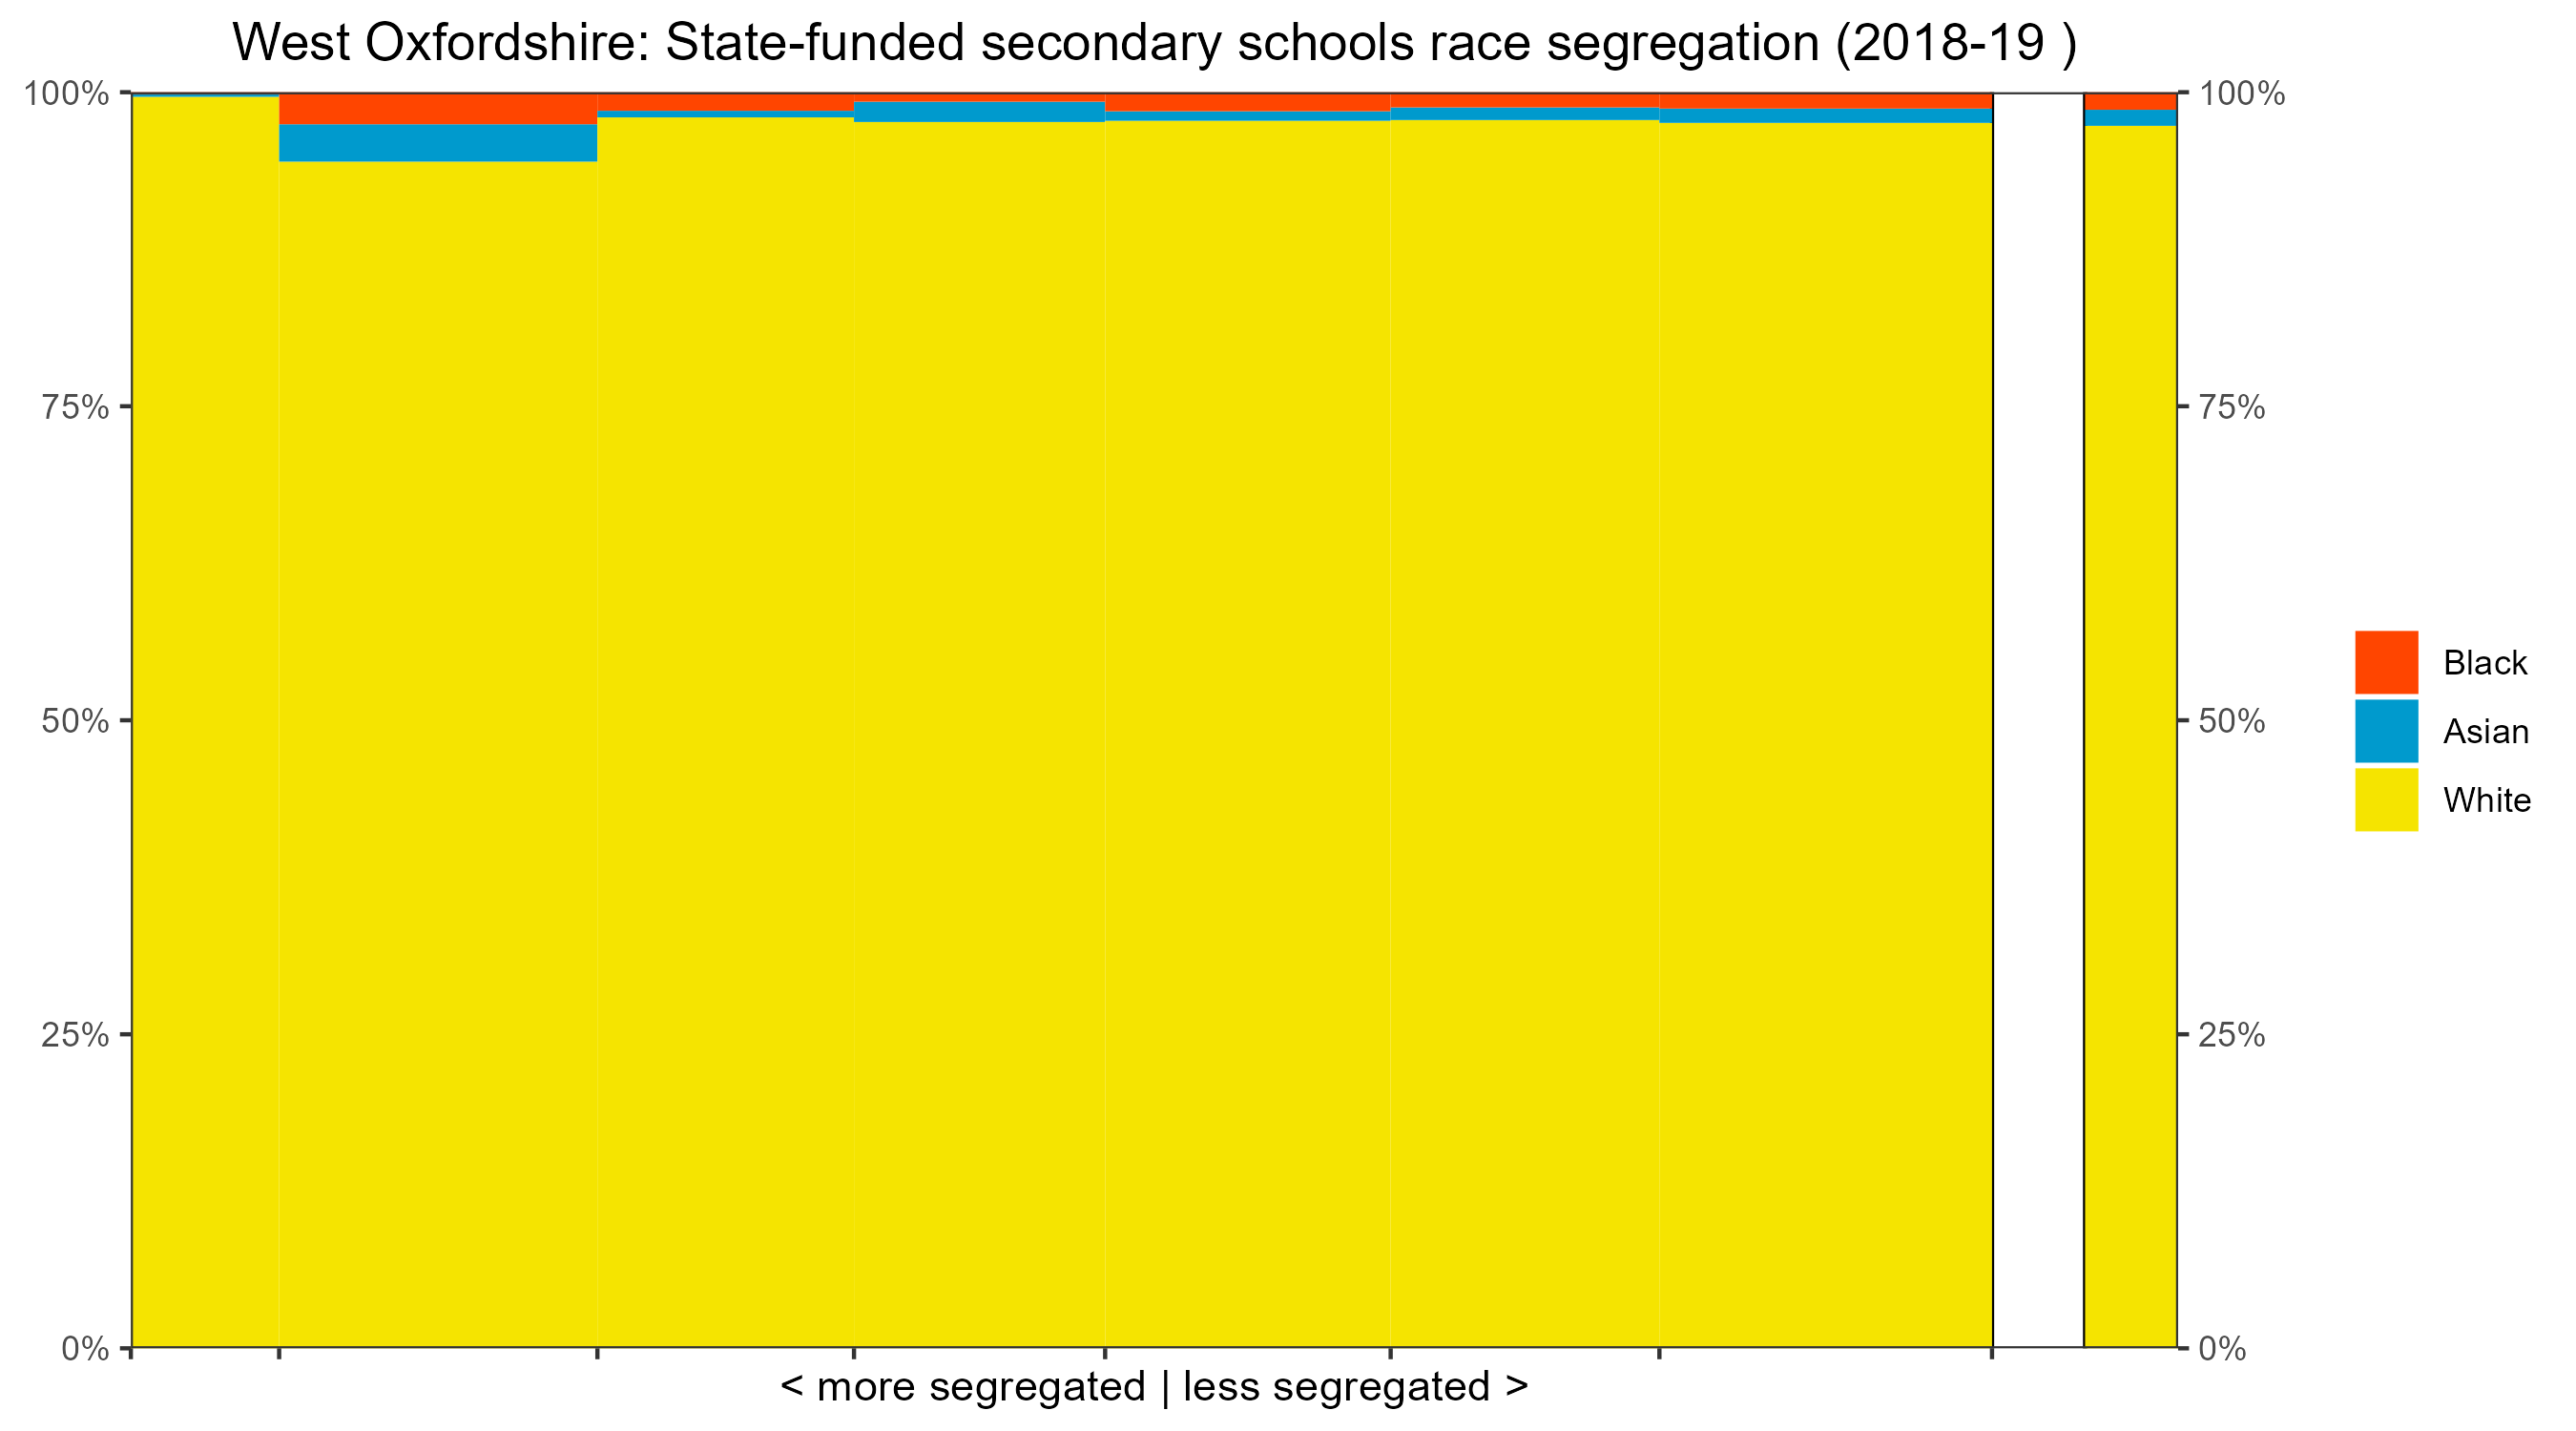 West Oxfordshire: State-funded secondary schools race segregation (2018-19 )
100%
100%
75%
75%
50%
50%
25%
25%
0%
0%
< more segregated | less segregated >
Black
Asian
White